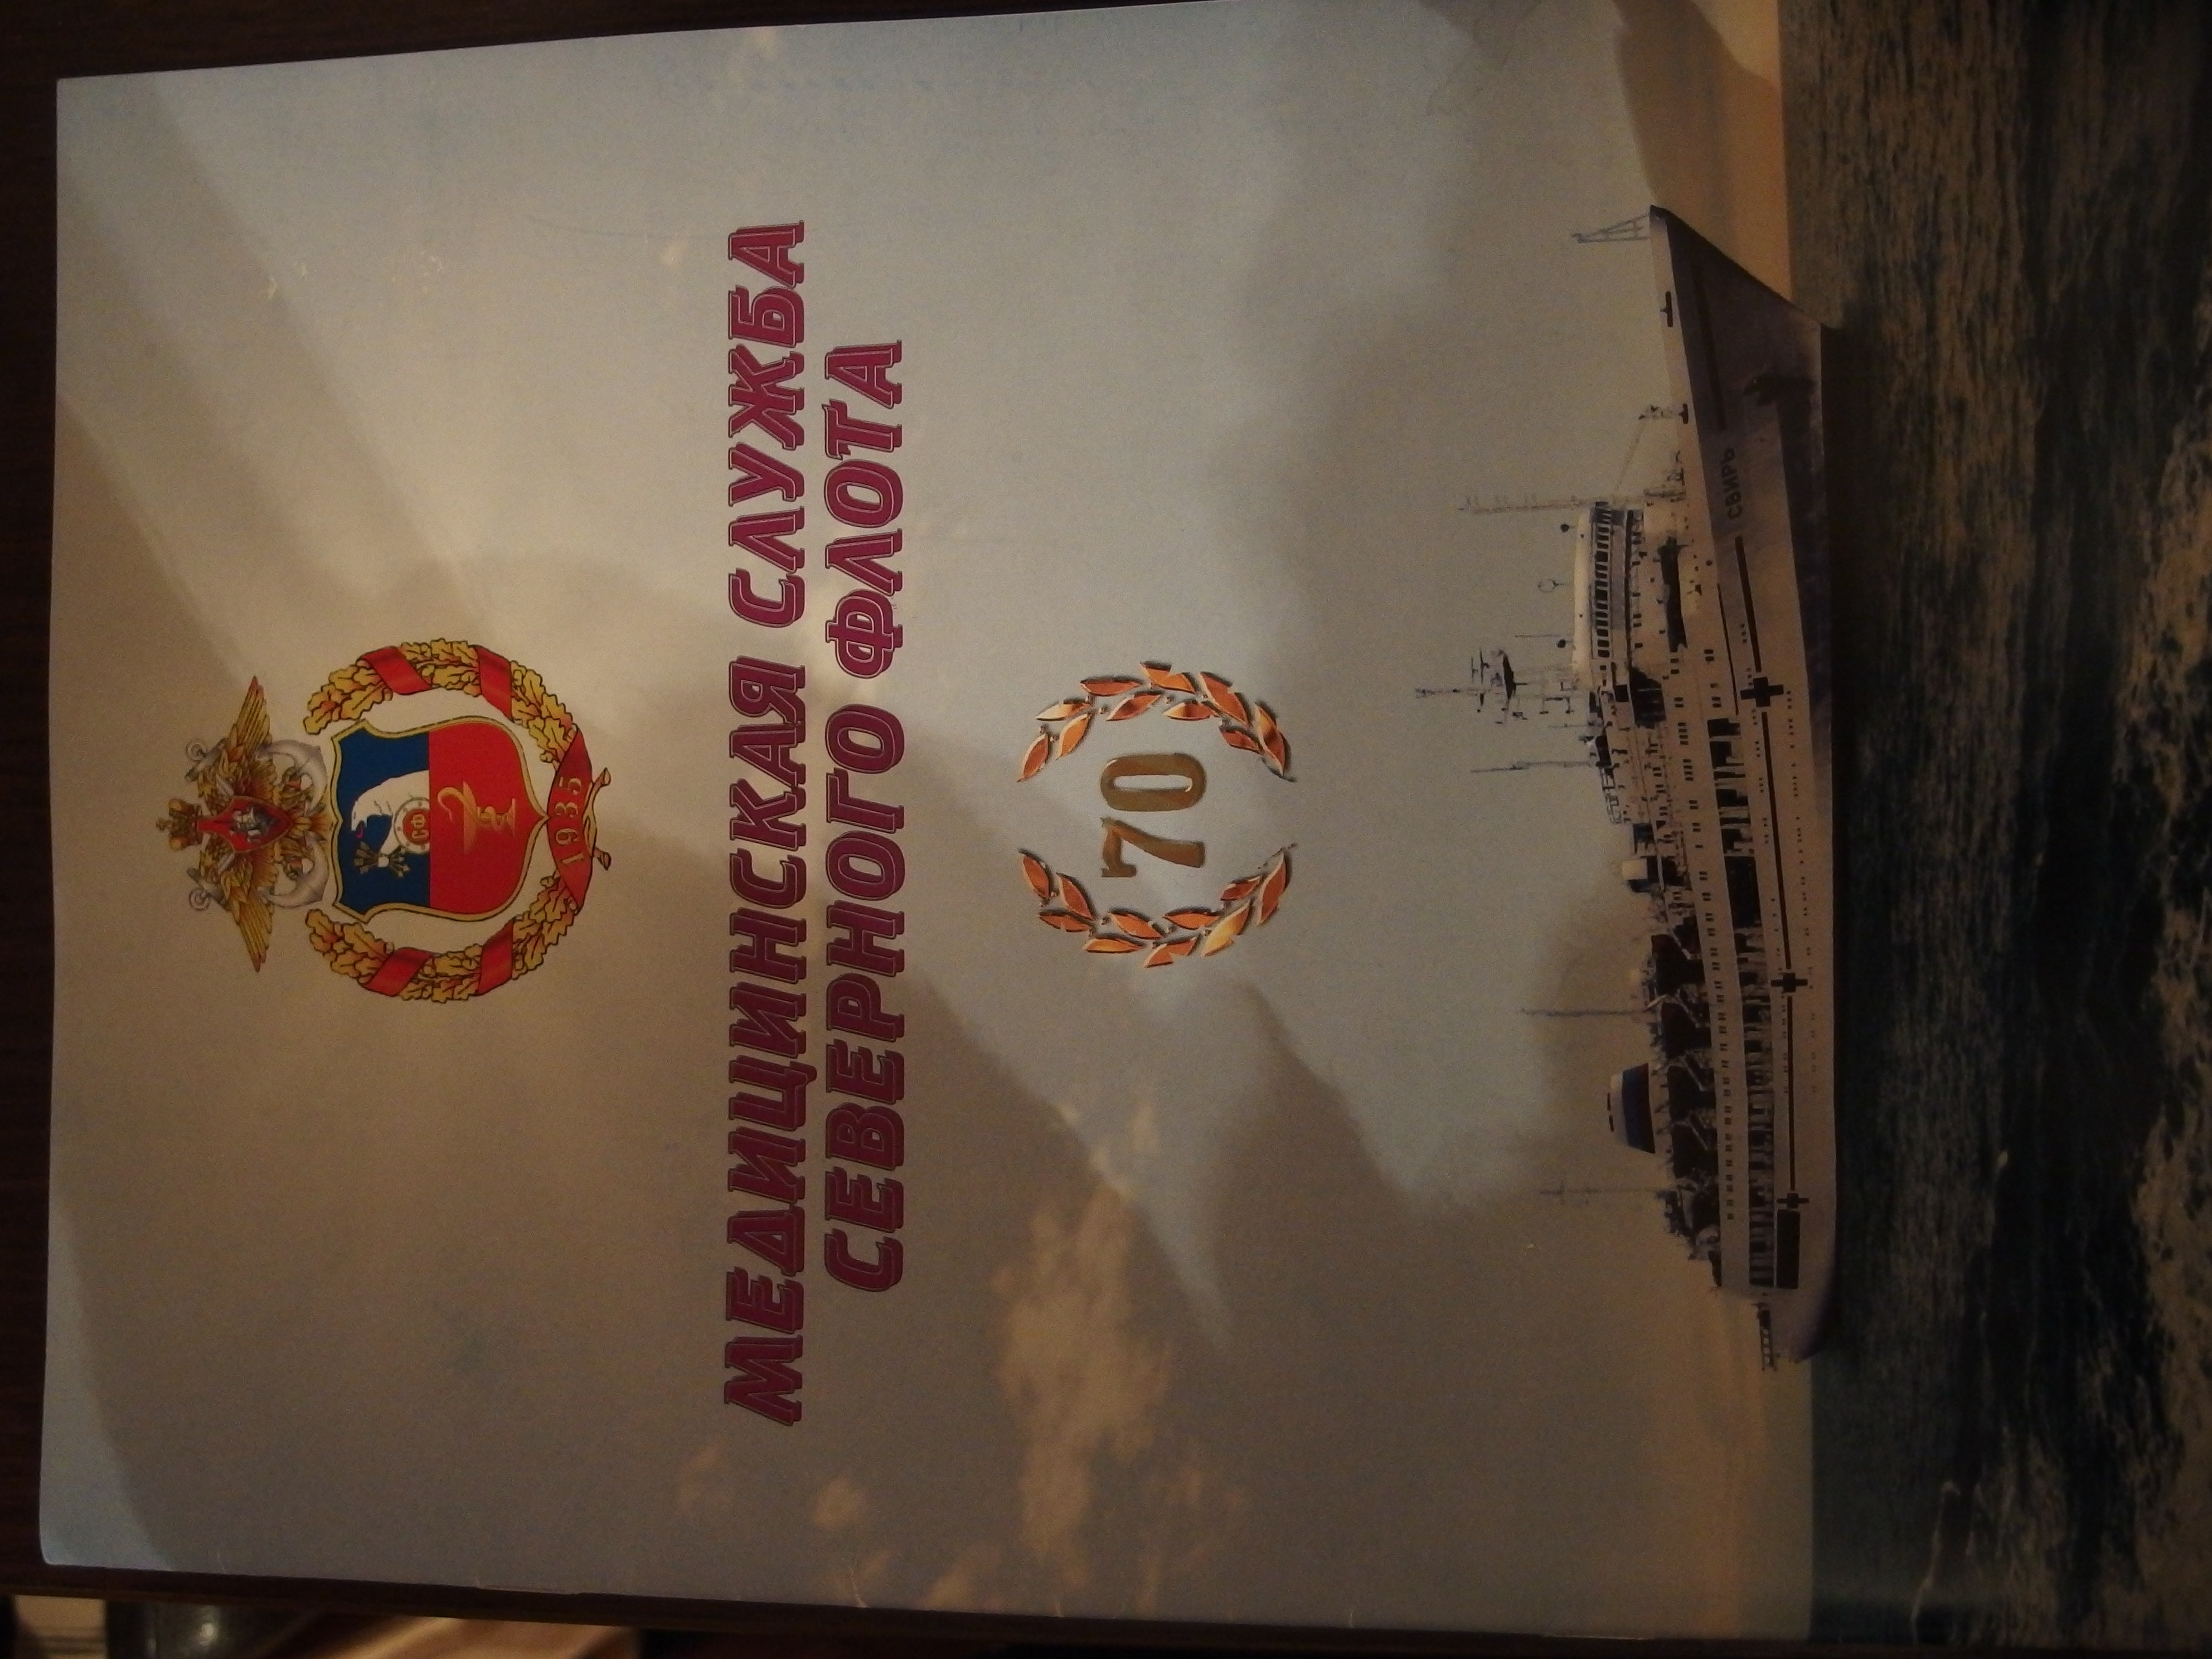 СФ
1935
МЕДИЦИНСКАЯ СЛУЖБА
СЕВЕРНОГО ФЛОТА
70
СВИРЬ